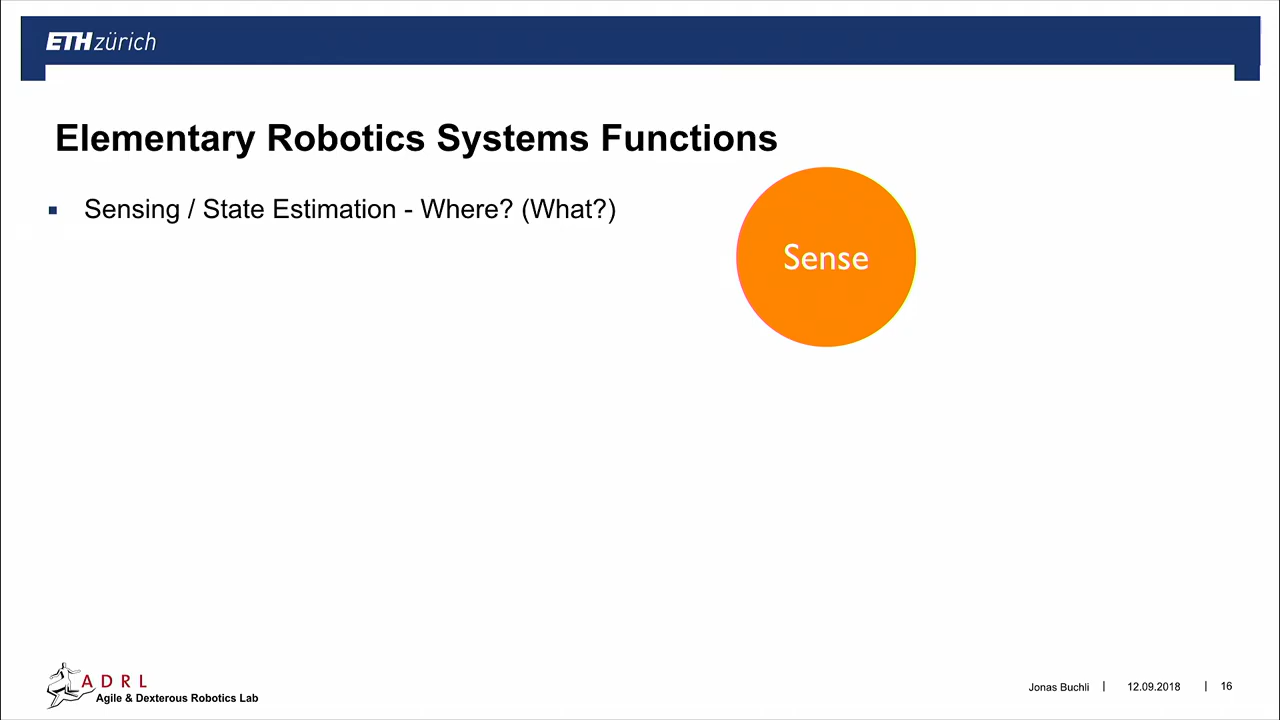 ETH zürich
Elementary Robotics Systems Functions
▪ Sensing / State Estimation - Where? (What?)
Sense
A D R L
Agile & Dexterous Robotics Lab
Jonas Buchli | 12.09.2018 | 16